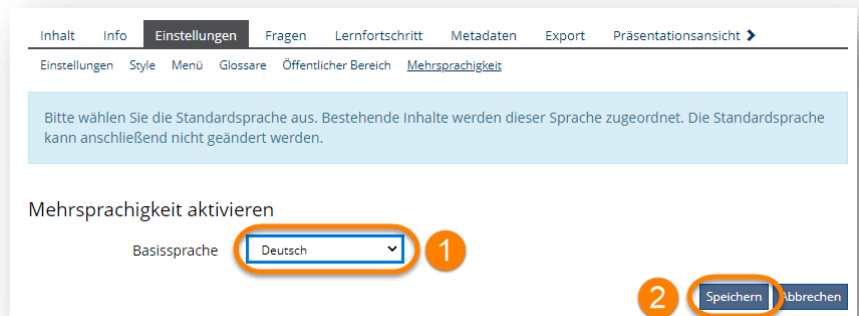 Inhalt Info Einstellungen Fragen Lernfortschritt Metadaten Export Präsentationsansicht
Einstellungen Style Menü Glossare Öffentlicher Bereich Mehrsprachigkeit
Bitte wählen Sie die Standardsprache aus. Bestehende Inhalte werden dieser Sprache zugeordnet. Die Standardsprache
kann anschließend nicht geändert werden.
Mehrsprachigkeit aktivieren
Basissprache Deutsch 1
2 Speichern Abbrechen